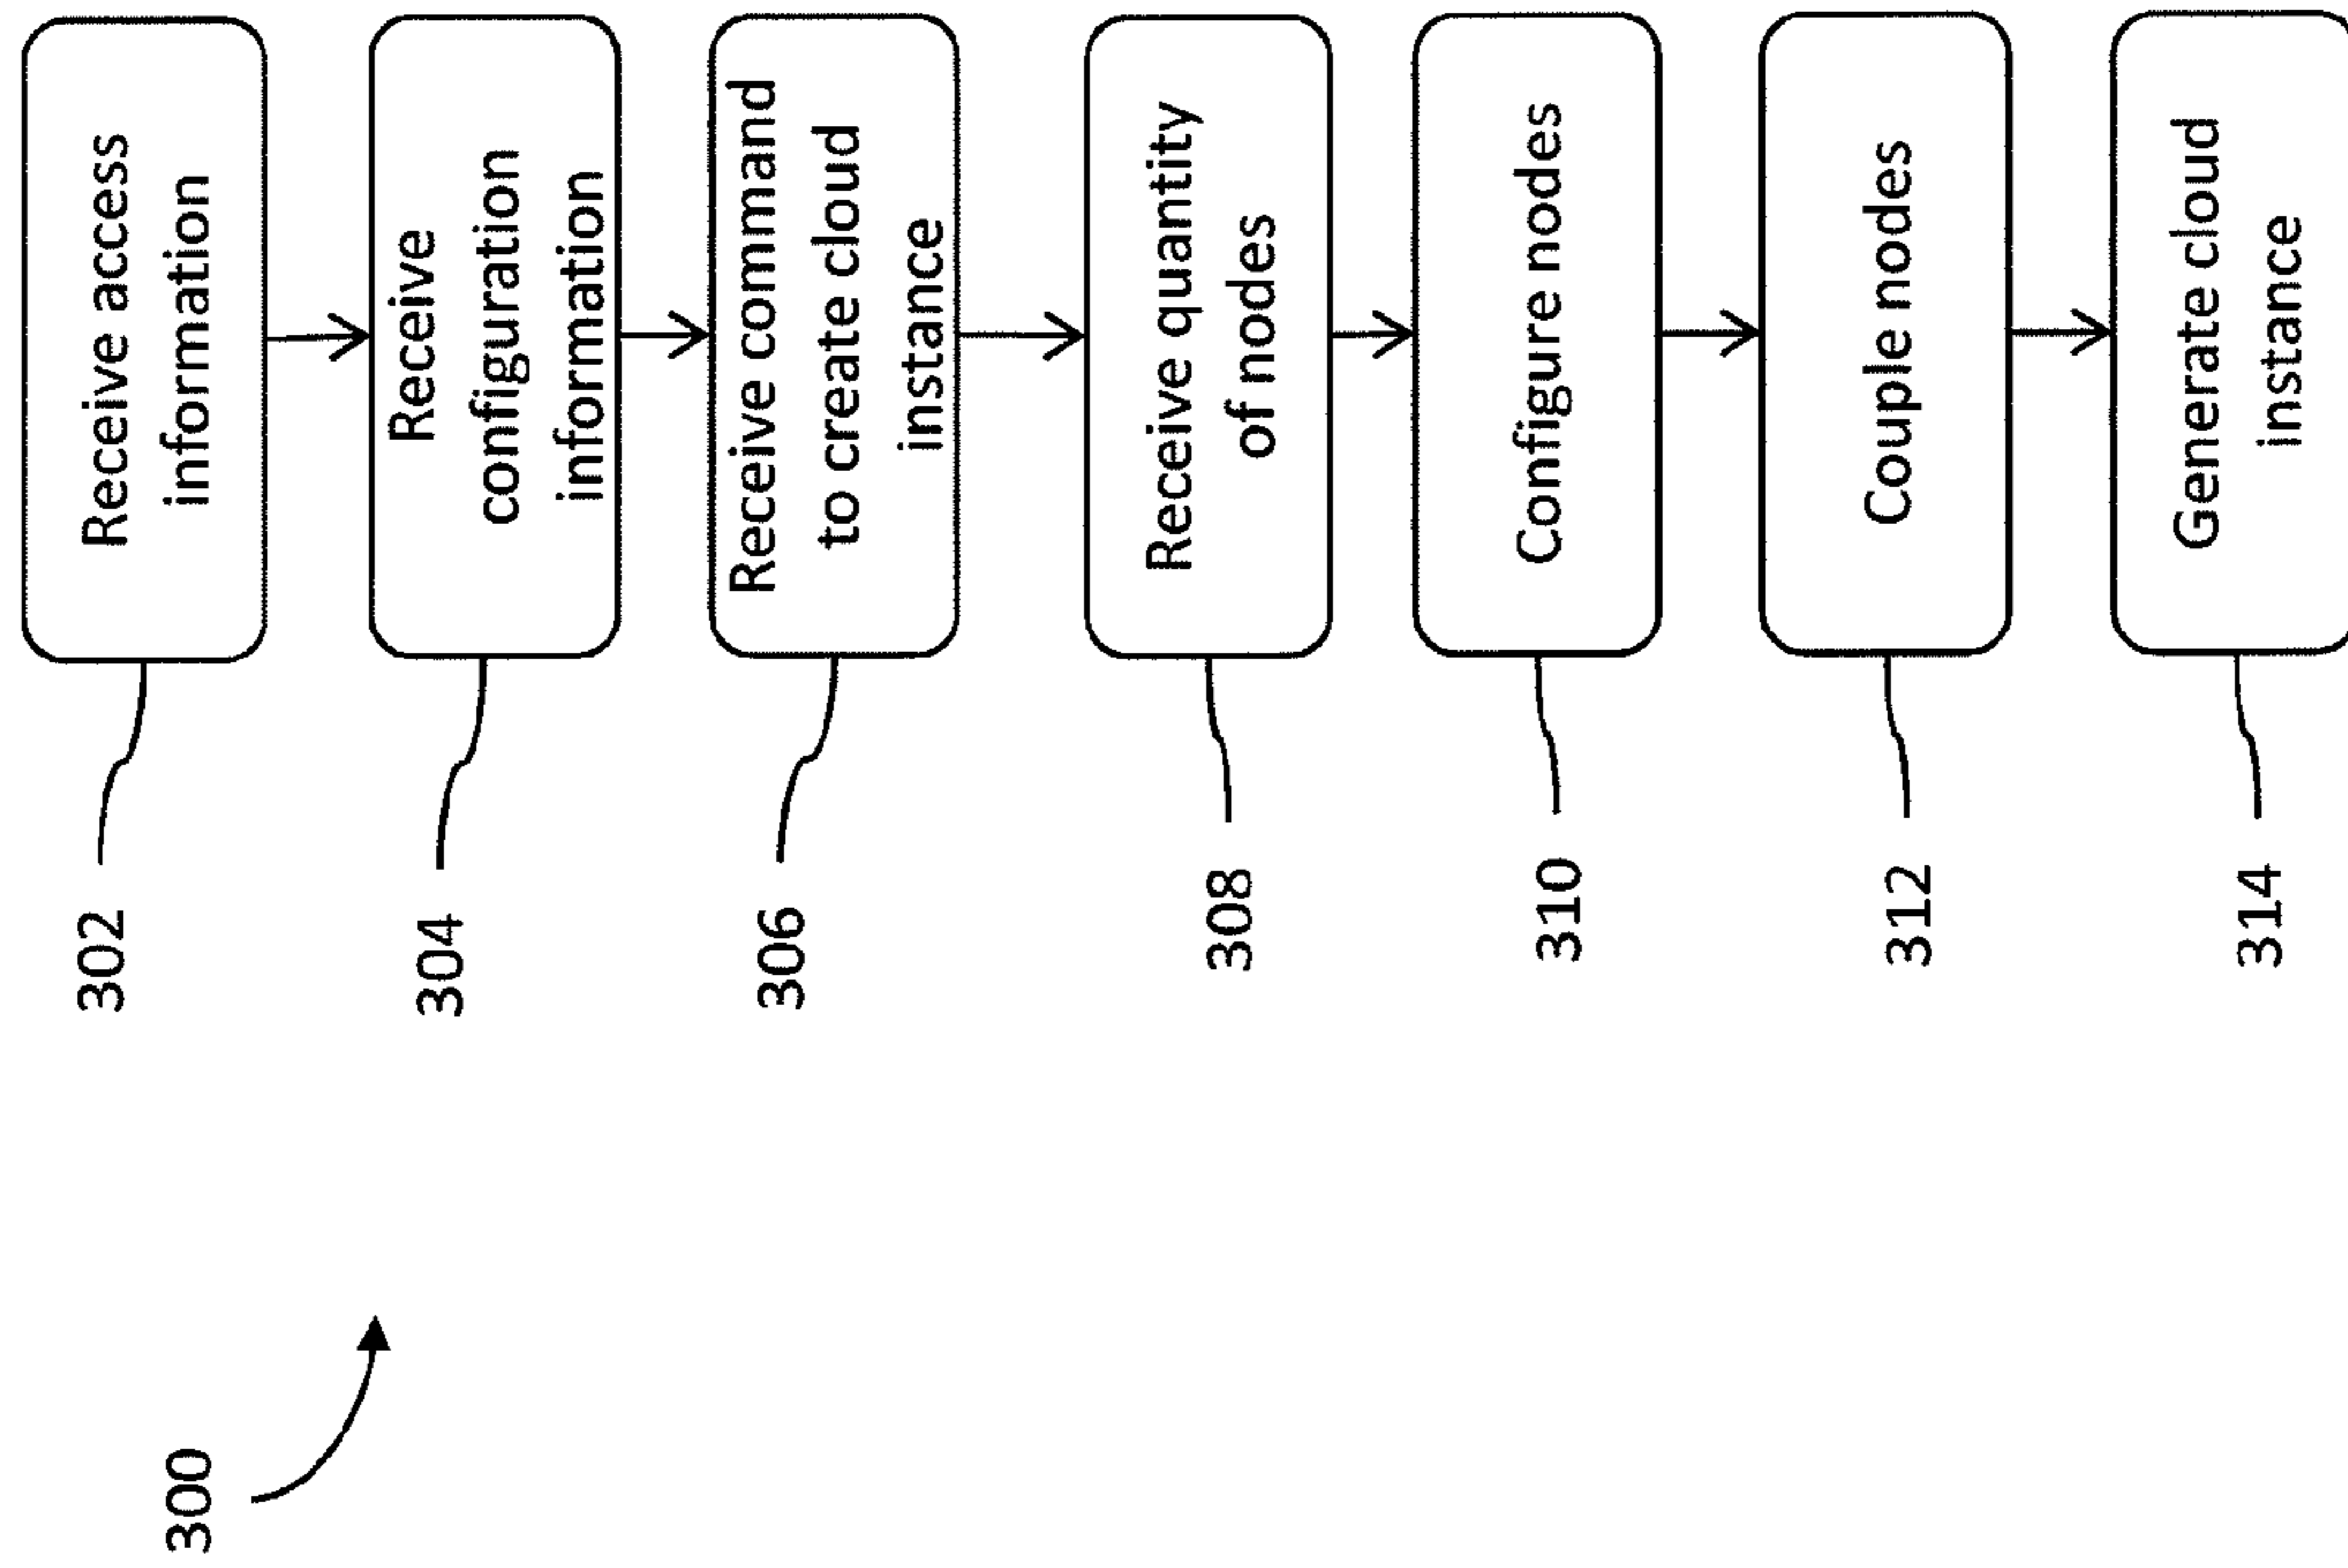 300
302
Receive access
information
304
Receive
configuration
information
306
Receive command
to create cloud
instance
308
Receive quantity
of nodes
310
Configure nodes
312
Couple nodes
314
Generate cloud
instance